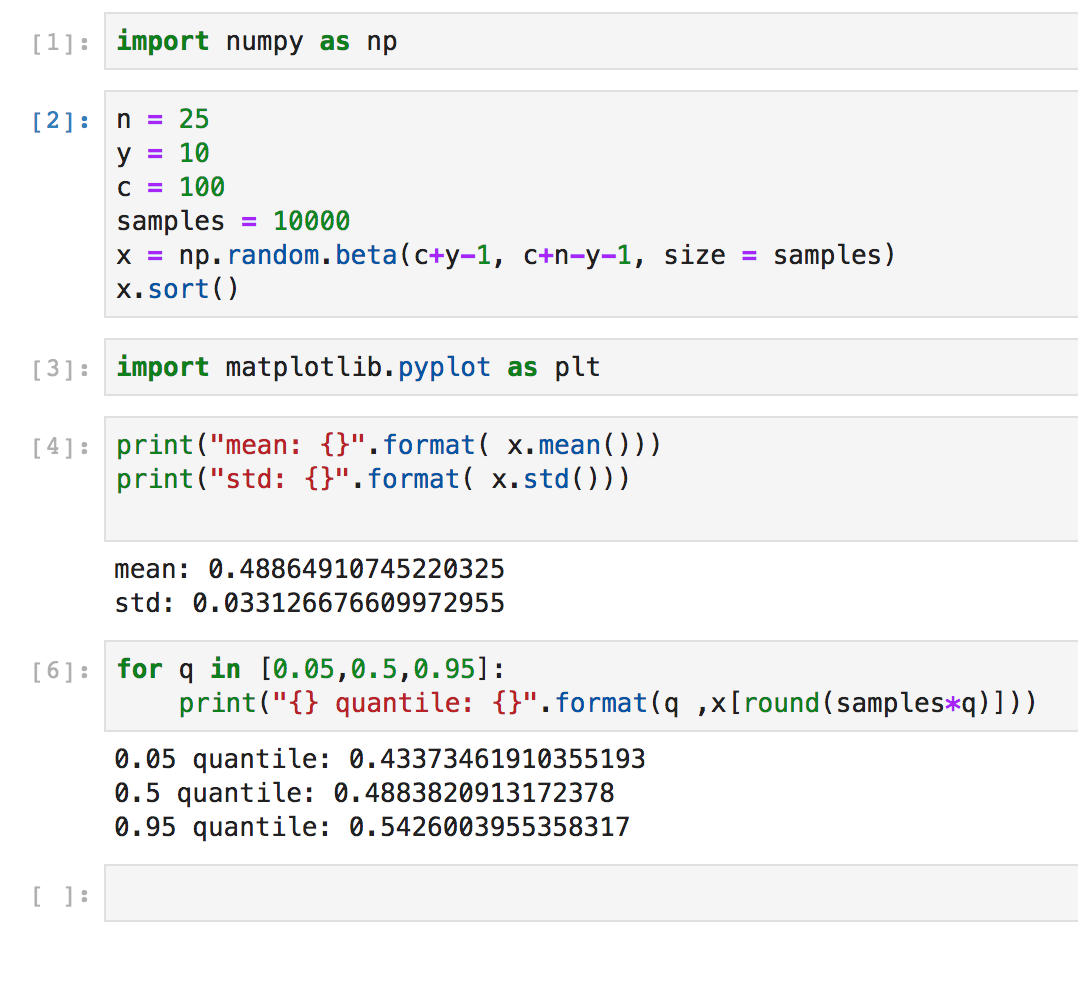 [1]: import numpy as np
[2]: n = 25
y = 10
c = 100
samples = 10000
x = np.random.beta(c+y-1, c+n-y-1, size = samples)
x.sort()
[3]: import matplotlib.pyplot as plt
[4]: print("mean: {}".format( x.mean()))
print("std: {}".format( x.std()))
mean: 0.48864910745220325
std: 0.033126676609972955
[6]: for q in [0.05,0.5,0.95]:
    print("{} quantile: {}".format(q ,x[round(samples*q)]))
0.05 quantile: 0.43373461910355193
0.5 quantile: 0.4883820913172378
0.95 quantile: 0.5426003955358317
[ ]: